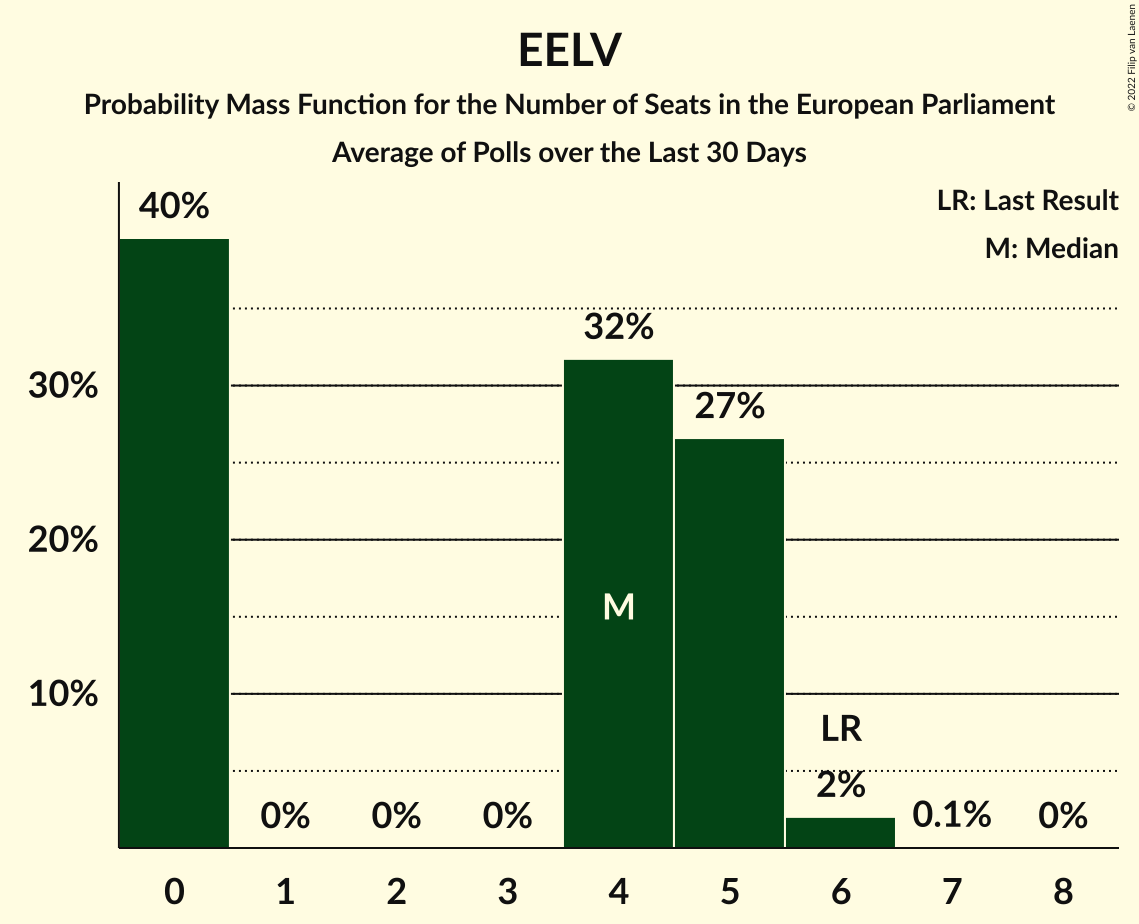 EELV
Probability Mass Function for the Number of Seats in the European Parliament
Average of Polls over the Last 30 Days
© 2022 Filip van Laenen
LR: Last Result
M: Median
40%
32%
30%
27%
20%
M
10%
LR
2%
0% 0% 0% 0.1% 0%
0 1 2 3 4 5 6 7 8